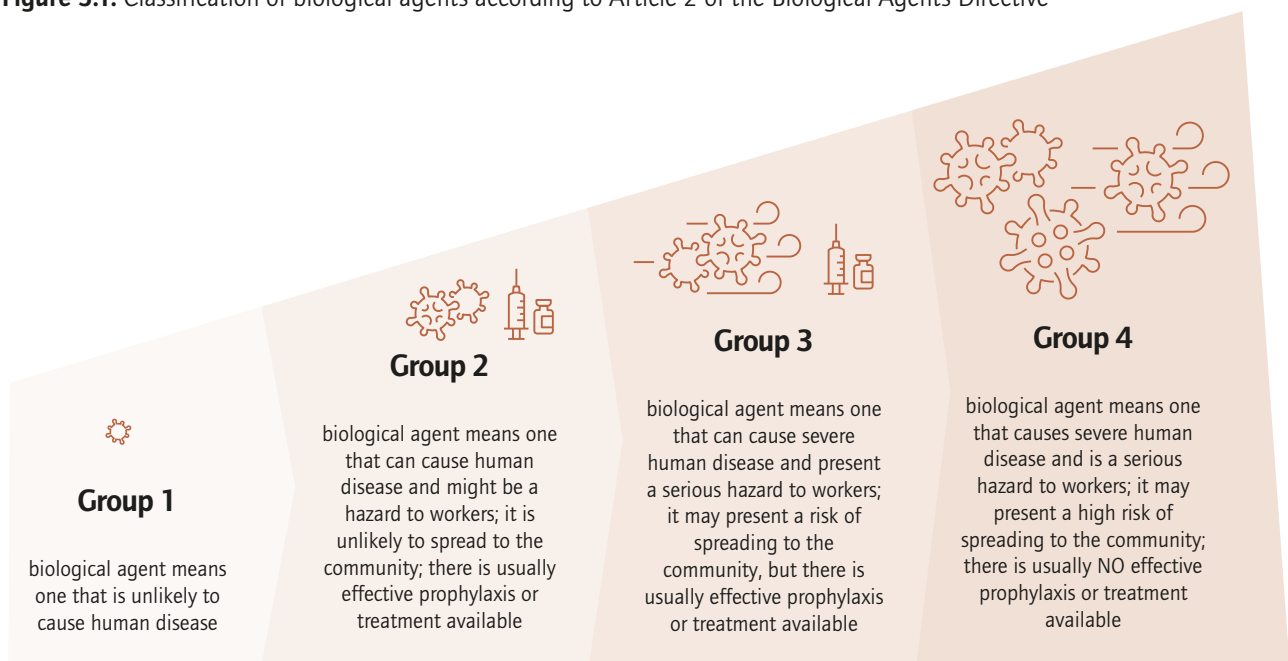 Figure 3.1: Classification of biological agents according to Article 2 of the Biological Agents Directive
Group 1
biological agent means
one that is unlikely to
cause human disease
Group 2
biological agent means one
that can cause human
disease and might be a
hazard to workers; it is
unlikely to spread to the
community; there is usually
effective prophylaxis or
treatment available
Group 3
biological agent means one
that can cause severe
human disease and present
a serious hazard to workers;
it may present a risk of
spreading to the
community, but there is
usually effective prophylaxis
or treatment available
Group 4
biological agent means one
that causes severe human
disease and is a serious
hazard to workers; it may
present a high risk of
spreading to the community;
there is usually NO effective
prophylaxis or treatment
available